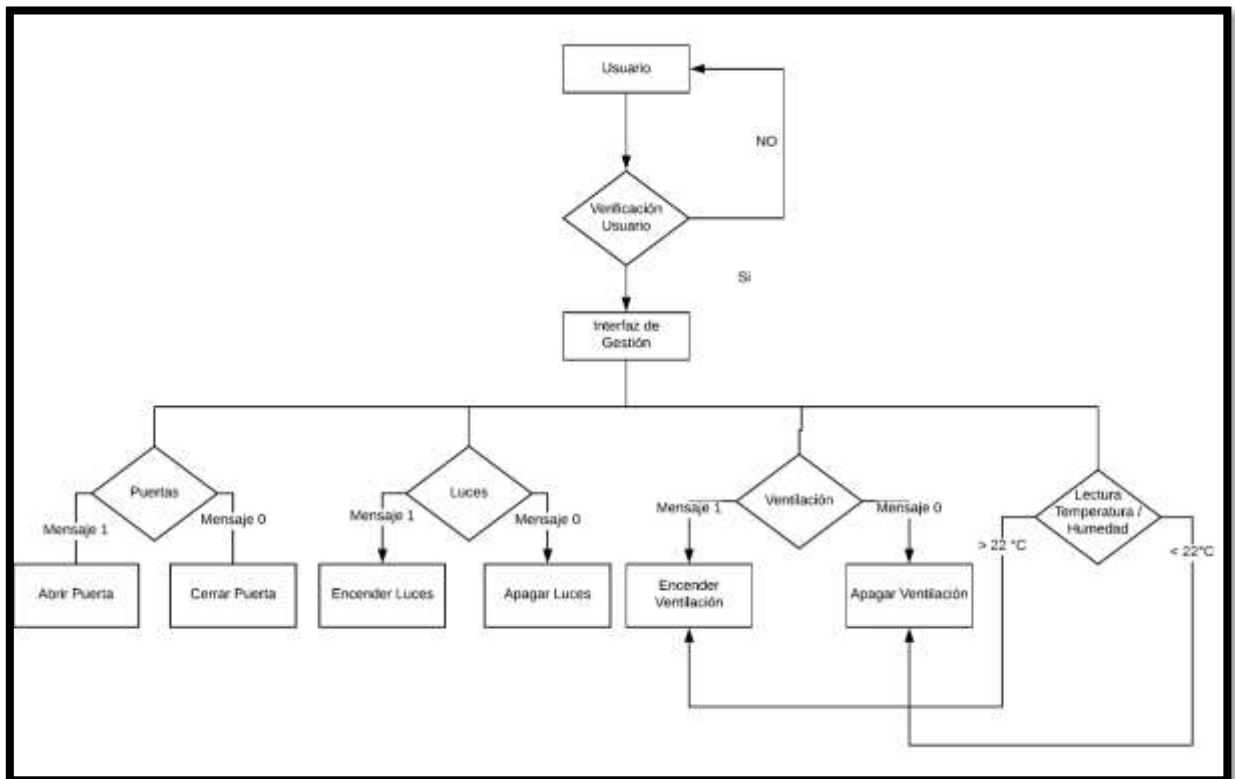 Usuario
NO
Verificación
Usuario
Si
Interfaz de
Gestión
Puertas
Luces
Ventilación
Lectura
Temperatura /
Humedad
Mensaje 1
Mensaje 0
Mensaje 1
Mensaje 0
Mensaje 1
Mensaje 0
> 22 °C
< 22°C
Abrir Puerta
Cerrar Puerta
Encender Luces
Apagar Luces
Encender
Ventilación
Apagar Ventilación